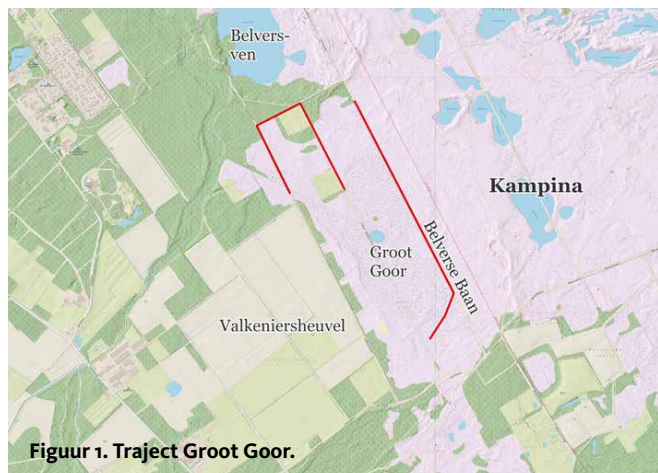 Belvers-
ven
Kampina
Belverse Baan
Groot
Goor
Valkeniersheuvel
Figuur 1. Traject Groot Goor.